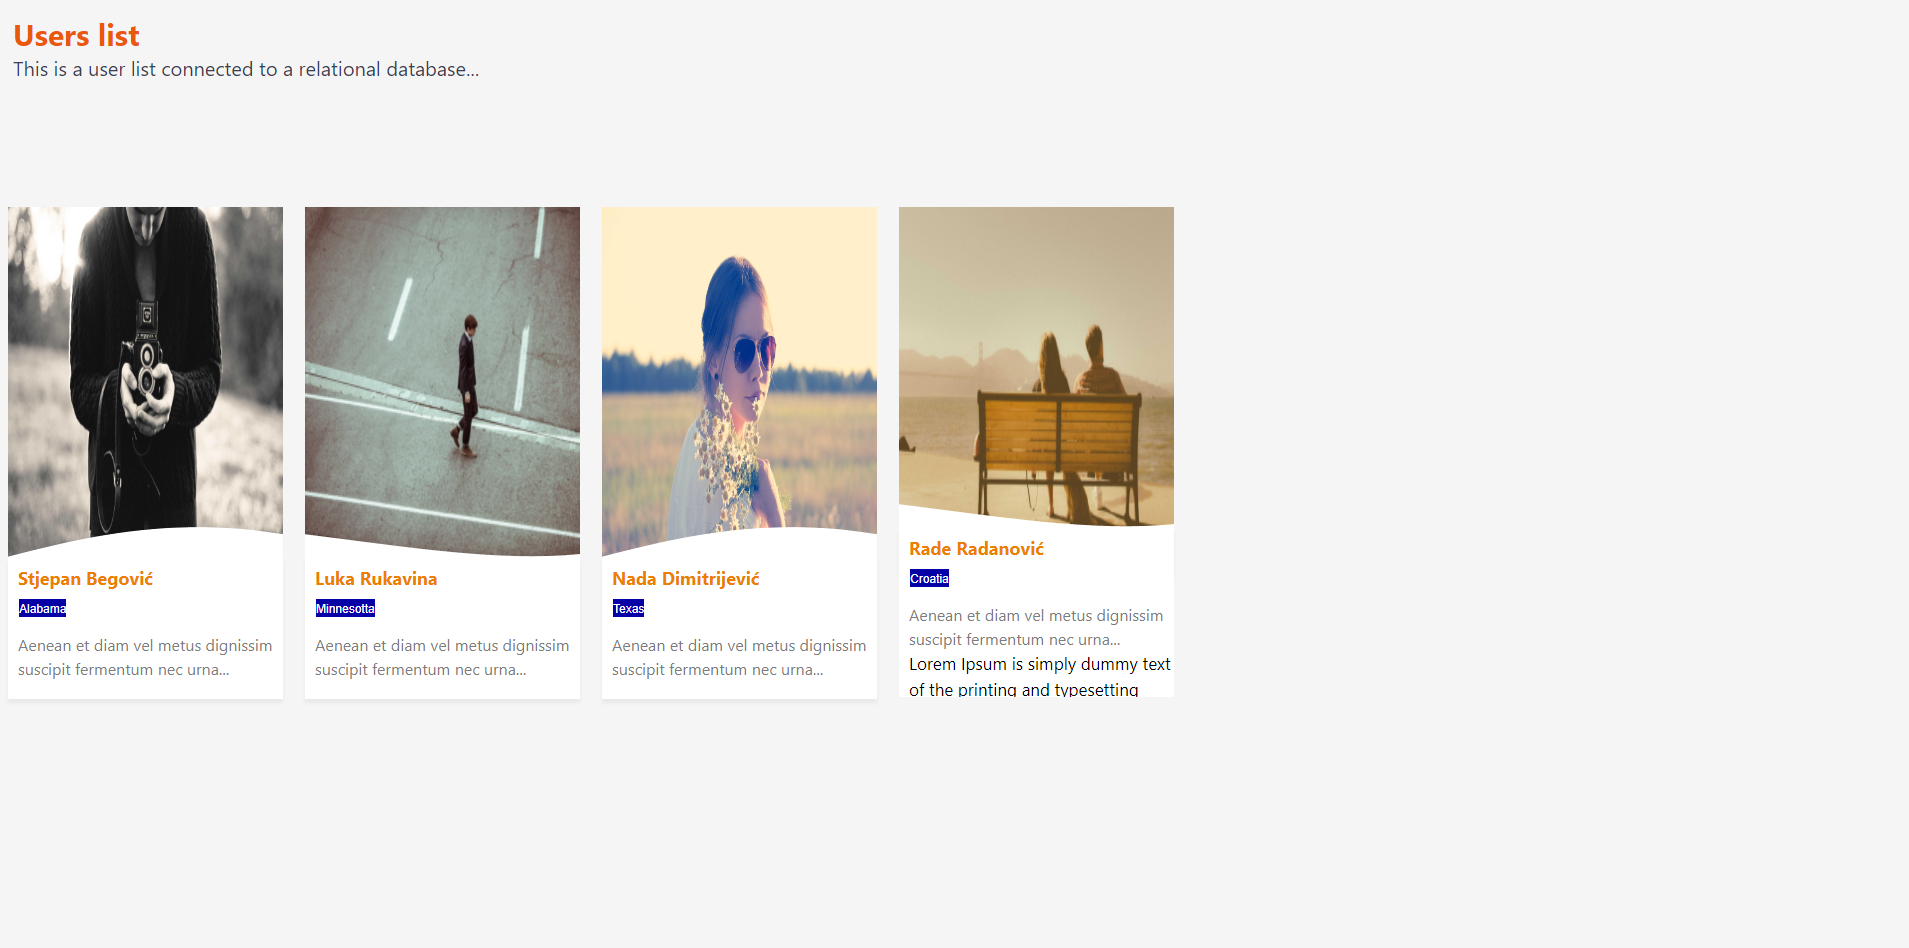 Users list
This is a user list connected to a relational database...
Stjepan Begović
Alabama
Aenean et diam vel metus dignissim
suscipit fermentum nec urna...
Luka Rukavina
Minnesotta
Aenean et diam vel metus dignissim
suscipit fermentum nec urna...
Nada Dimitrijević
Texas
Aenean et diam vel metus dignissim
suscipit fermentum nec urna...
Rade Radanović
Croatia
Aenean et diam vel metus dignissim
suscipit fermentum nec urna...
Lorem Ipsum is simply dummy text
of the printing and typesetting